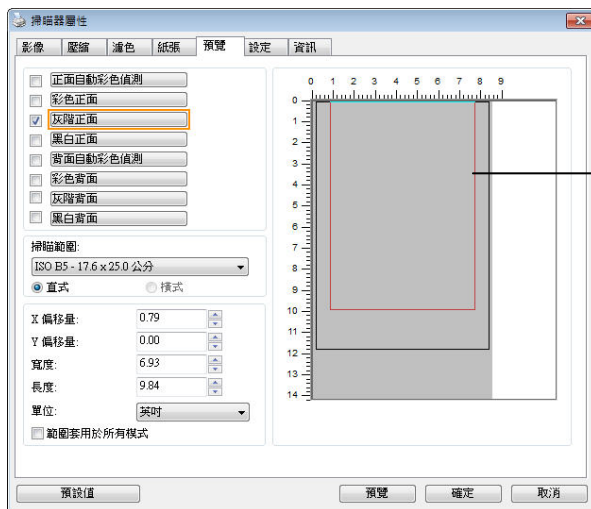 掃瞄器屬性
影像 壓縮 濾色 紙張 預覽 設定 資訊
正面自動彩色偵測
彩色正面
灰階正面
黑白正面
背面自動彩色偵測
彩色背面
灰階背面
黑白背面
掃瞄範圍:
ISO B5 - 17.6 x 25.0 公分
直式 橫式
X 偏移量: 0.79
Y 偏移量: 0.00
寬度: 6.93
長度: 9.84
單位: 英吋
範圍套用於所有模式
0 1 2 3 4 5 6 7 8 9
0
1
2
3
4
5
6
7
8
9
10
11
12
13
14
預設值 預覽 確定 取消